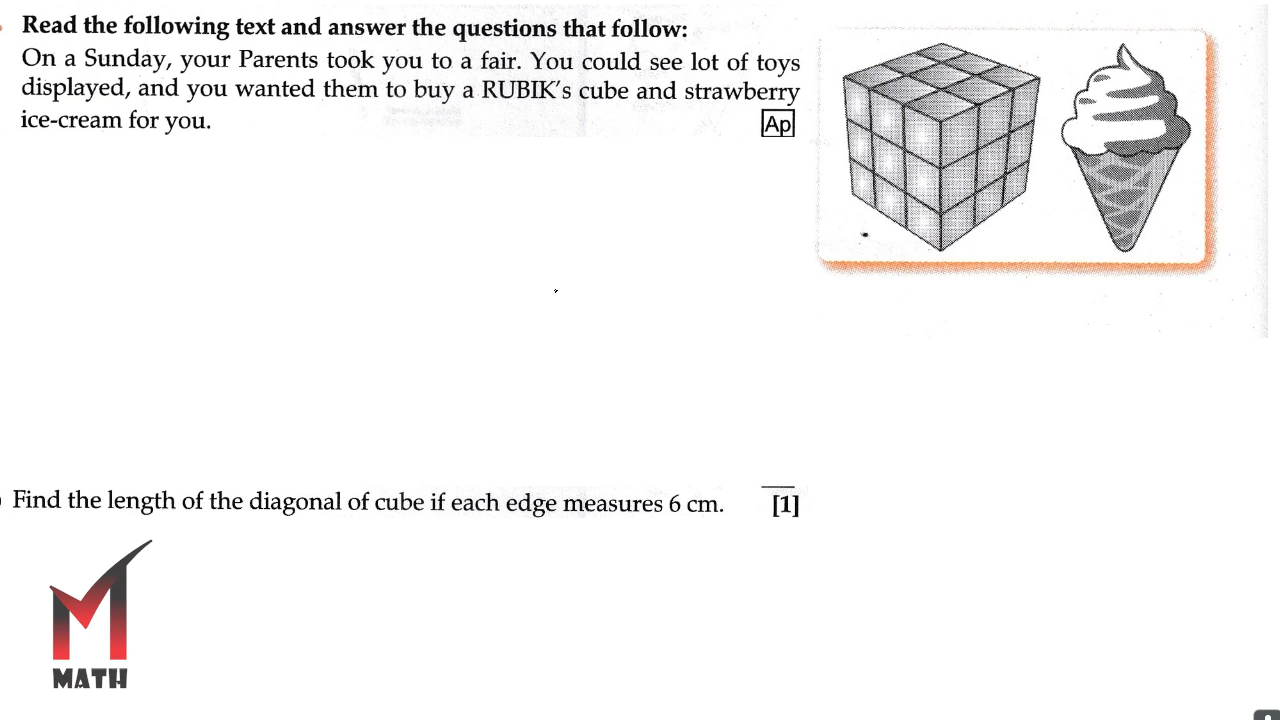 Read the following text and answer the questions that follow:
On a Sunday, your Parents took you to a fair. You could see lot of toys
displayed, and you wanted them to buy a RUBIK's cube and strawberry
ice-cream for you.
Ap
Find the length of the diagonal of cube if each edge measures 6 cm. [1]
MATH